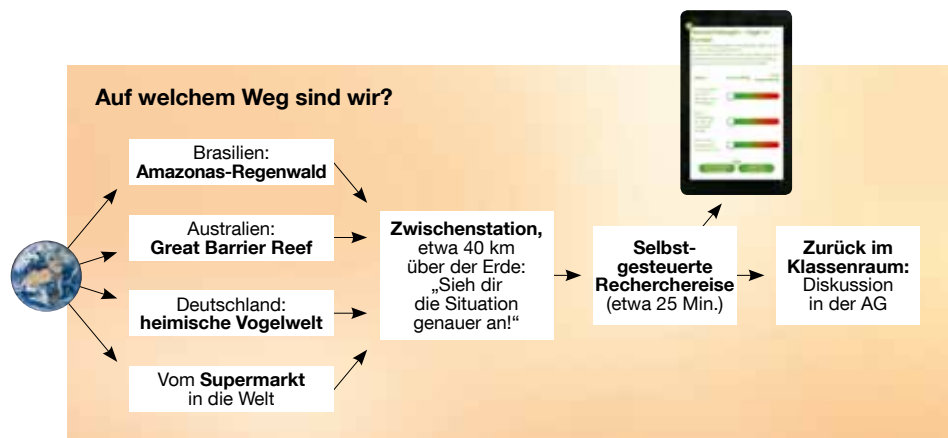 Auf welchem Weg sind wir?
Brasilien:
Amazonas-Regenwald
Australien:
Great Barrier Reef
Deutschland:
heimische Vogelwelt
Vom Supermarkt
in die Welt
Zwischenstation,
etwa 40 km
über der Erde:
„Sieh dir
die Situation
genauer an!“
Selbst-
gesteuerte
Recherchereise
(etwa 25 Min.)
Zurück im
Klassenraum:
Diskussion
in der AG